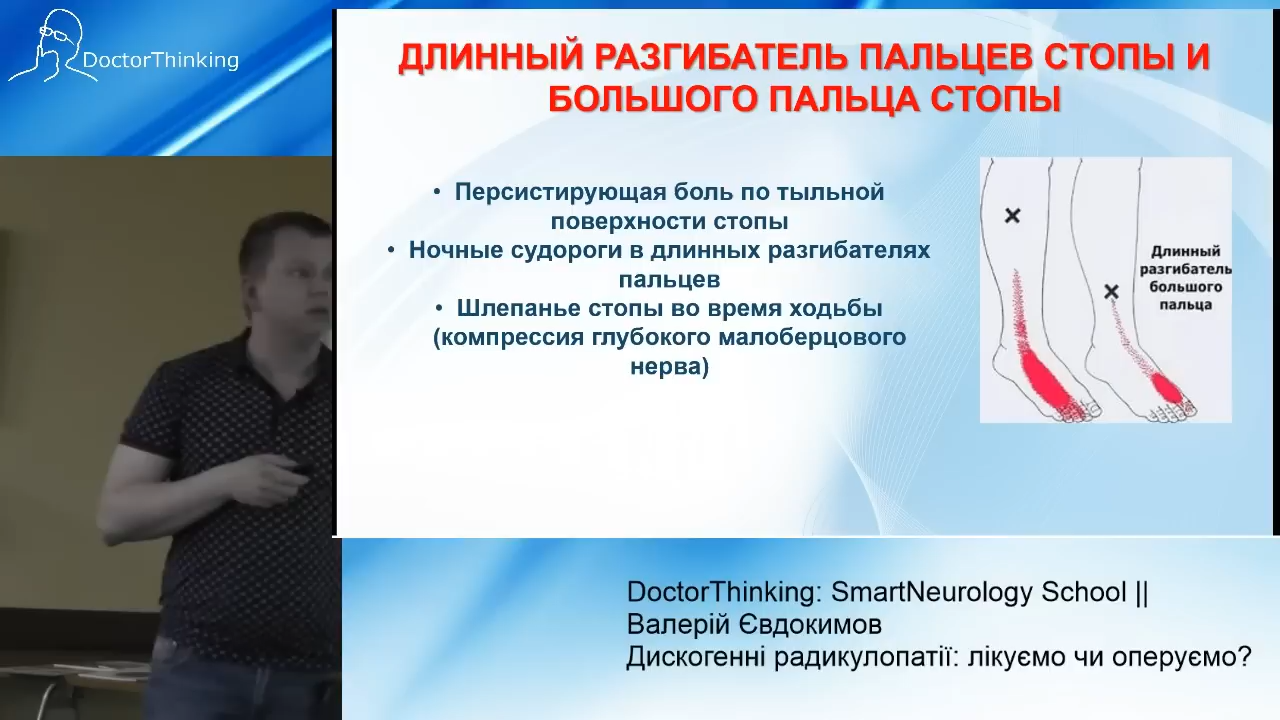 DoctorThinking
ДЛИННЫЙ РАЗГИБАТЕЛЬ ПАЛЬЦЕВ СТОПЫ И
БОЛЬШОГО ПАЛЬЦА СТОПЫ
• Персистирующая боль по тыльной
поверхности стопы
• Ночные судороги в длинных разгибателях
пальцев
• Шлепанье стопы во время ходьбы
(компрессия глубокого малоберцового
нерва)
Длинный
разгибатель
большого
пальца
DoctorThinking: SmartNeurology School ||
Валерій Євдокимов
Дискогенні радикулопатії: лікуємо чи оперуємо?